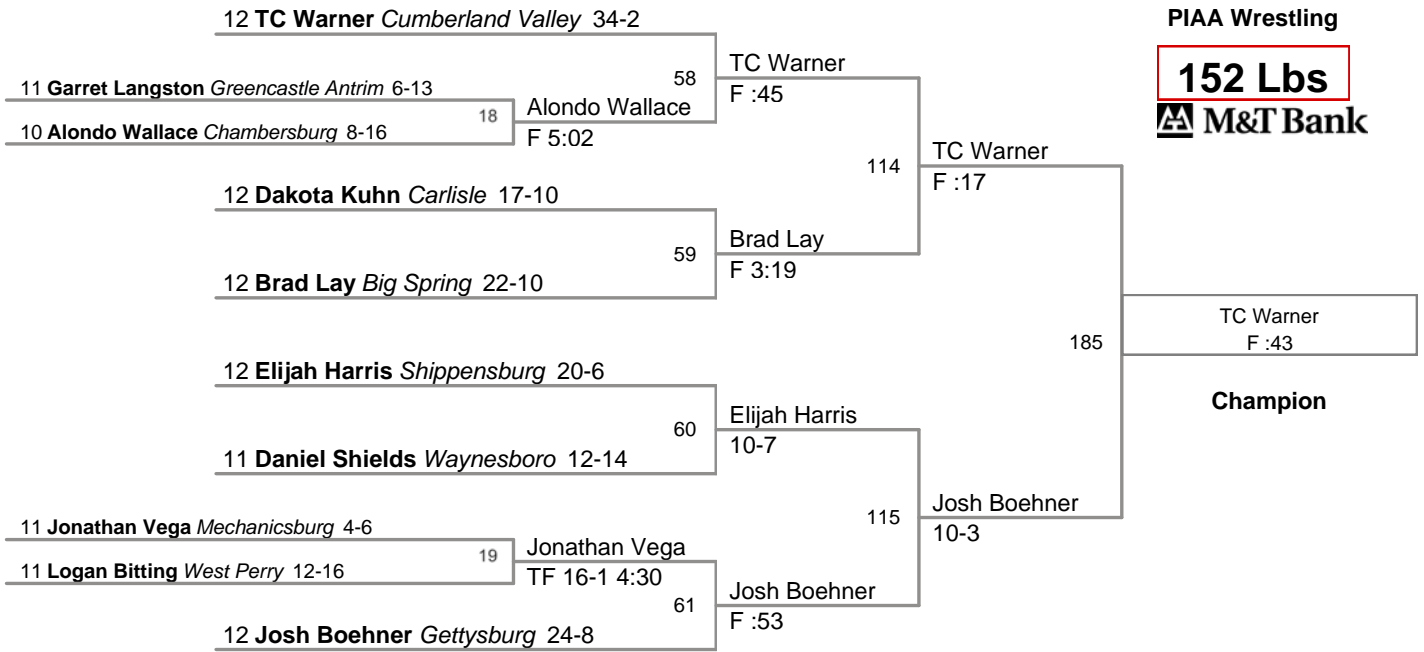 12 TC Warner Cumberland Valley 34-2
PIAA Wrestling
152 Lbs
M&T Bank
58
TC Warner
F :45
11 Garret Langston Greencastle Antrim 6-13
18
Alondo Wallace
F 5:02
10 Alondo Wallace Chambersburg 8-16
114
TC Warner
F :17
12 Dakota Kuhn Carlisle 17-10
59
Brad Lay
F 3:19
12 Brad Lay Big Spring 22-10
185
TC Warner
F :43
Champion
12 Elijah Harris Shippensburg 20-6
60
Elijah Harris
10-7
11 Daniel Shields Waynesboro 12-14
115
Josh Boehner
10-3
11 Jonathan Vega Mechanicsburg 4-6
19
Jonathan Vega
TF 16-1 4:30
11 Logan Bitting West Perry 12-16
61
Josh Boehner
F :53
12 Josh Boehner Gettysburg 24-8